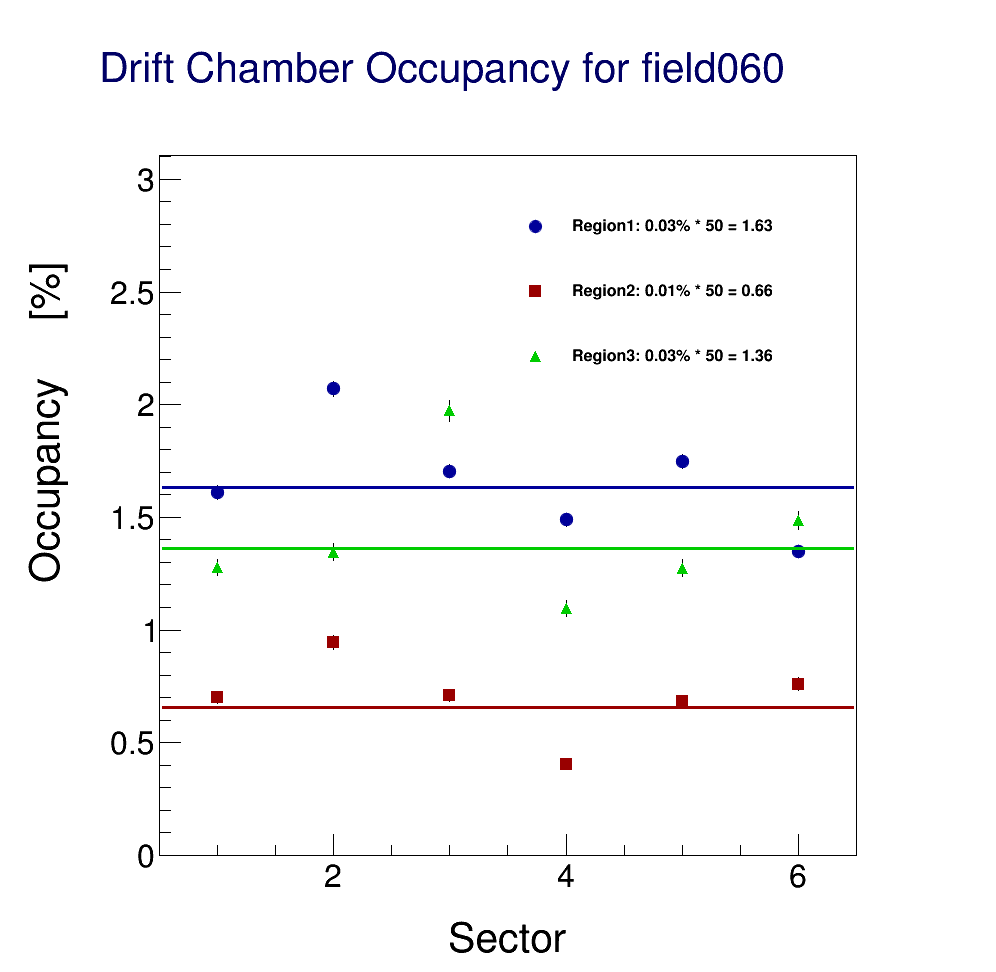 Drift Chamber Occupancy for field060
Occupancy [%]
3
2.5
2
1.5
1
0.5
0
Region1: 0.03% * 50 = 1.63
Region2: 0.01% * 50 = 0.66
Region3: 0.03% * 50 = 1.36
2 4 6
Sector